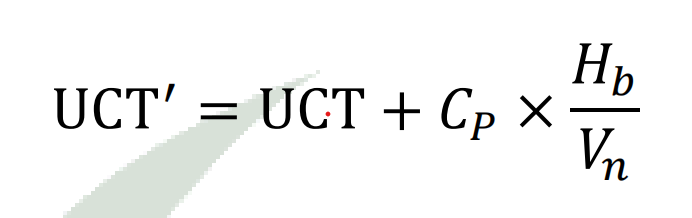 UCT′ = UCT + C_P × H_b / V_n